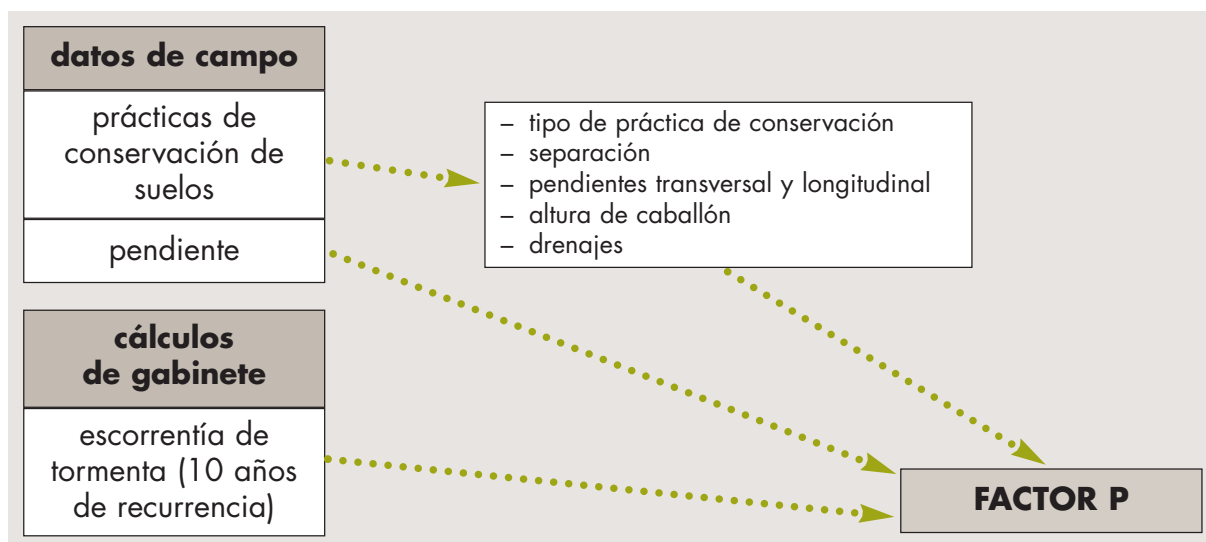 datos de campo
prácticas de
conservación de
suelos
pendiente
– tipo de práctica de conservación
– separación
– pendientes transversal y longitudinal
– altura de caballón
– drenajes
cálculos
de gabinete
escorrentía de
tormenta (10 años
de recurrencia)
FACTOR P